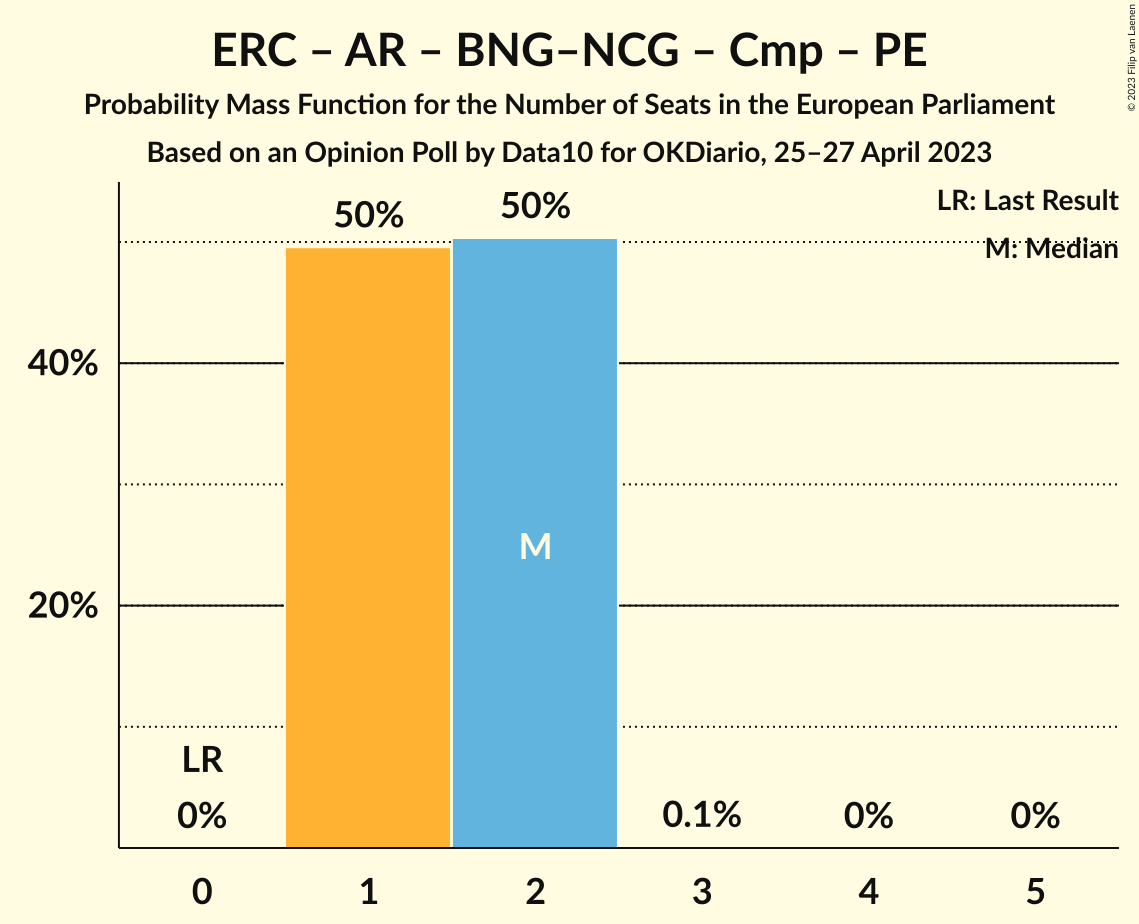 ERC – AR – BNG–NCG – Cmp – PE
Probability Mass Function for the Number of Seats in the European Parliament
Based on an Opinion Poll by Data10 for OKDiario, 25–27 April 2023
© 2023 Filip van Laenen
LR: Last Result
M: Median
50%
50%
40%
20%
M
LR
0%
0.1%
0%
0%
0
1
2
3
4
5